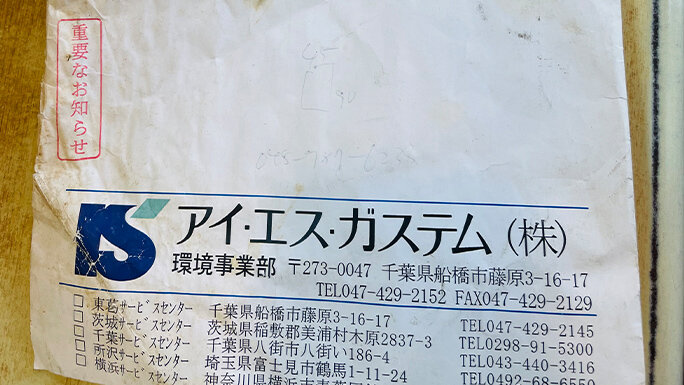 重要なお知らせ
IS アイ・エス・ガステム(株)
環境事業部 〒273-0047 千葉県船橋市藤原3-16-17
TEL047-429-2152 FAX047-429-2129
□ 東葛サービスセンター 千葉県船橋市藤原3-16-17 TEL047-429-2145
□ 茨城サービスセンター 茨城県稲敷郡美浦村木原2837-3 TEL0298-91-5300
□ 千葉サービスセンター 千葉県八街市八街い186-4 TEL043-440-3416
□ 所沢サービスセンター 埼玉県富士見市鶴馬1-11-24 TEL0492-68-6550
□ 横浜サービスセンター 神奈川県横浜市